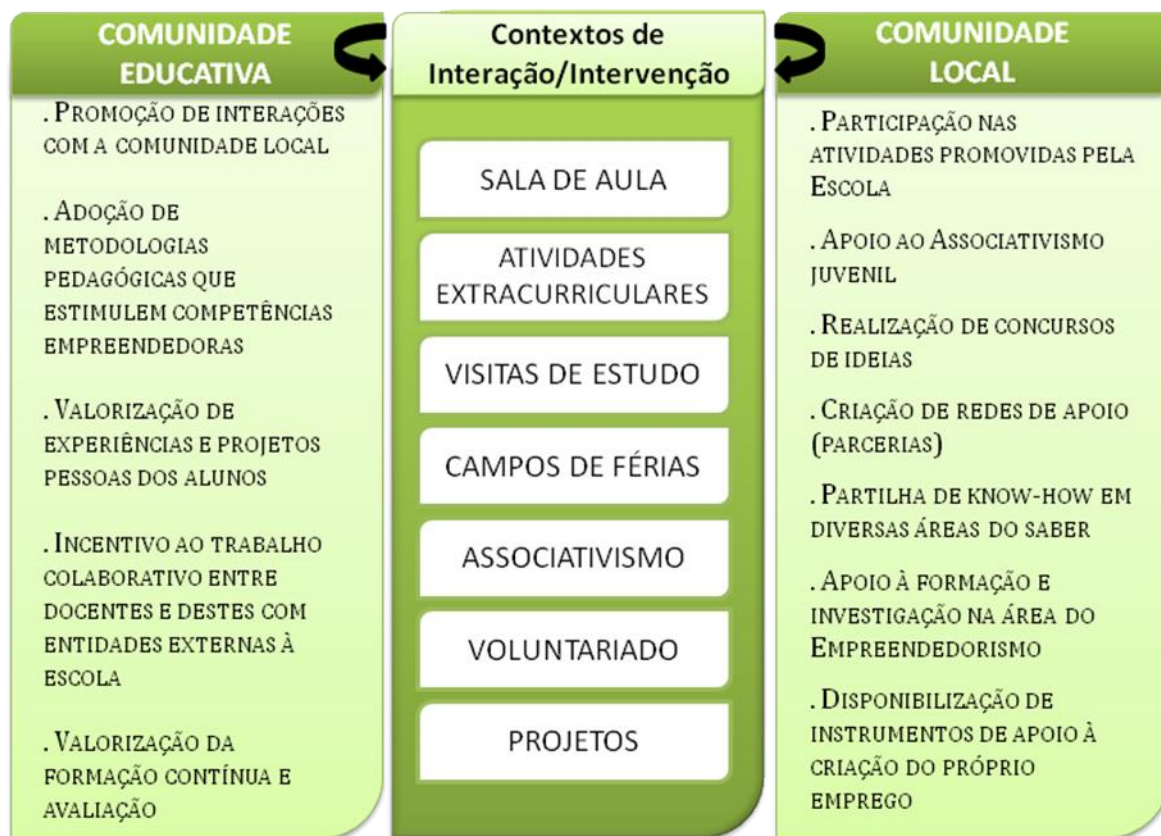 COMUNIDADE
EDUCATIVA
. PROMOÇÃO DE INTERAÇÕES
COM A COMUNIDADE LOCAL
. ADOÇÃO DE
METODOLOGIAS
PEDAGÓGICAS QUE
ESTIMULEM COMPETÊNCIAS
EMPREENDEDORAS
. VALORIZAÇÃO DE
EXPERIÊNCIAS E PROJETOS
PESSOAS DOS ALUNOS
. INCENTIVO AO TRABALHO
COLABORATIVO ENTRE
DOCENTES E DESTES COM
ENTIDADES EXTERNAS À
ESCOLA
. VALORIZAÇÃO DA
FORMAÇÃO CONTÍNUA E
AVALIAÇÃO
Contextos de
Interação/Intervenção
SALA DE AULA
ATIVIDADES
EXTRACURRICULARES
VISITAS DE ESTUDO
CAMPOS DE FÉRIAS
ASSOCIATIVISMO
VOLUNTARIADO
PROJETOS
COMUNIDADE
LOCAL
. PARTICIPAÇÃO NAS
ATIVIDADES PROMOVIDAS PELA
ESCOLA
. APOIO AO ASSOCIATIVISMO
JUVENIL
. REALIZAÇÃO DE CONCURSOS
DE IDEIAS
. CRIAÇÃO DE REDES DE APOIO
(PARCERIAS)
. PARTILHA DE KNOW-HOW EM
DIVERSAS ÁREAS DO SABER
. APOIO À FORMAÇÃO E
INVESTIGAÇÃO NA ÁREA DO
EMPREENDEDORISMO
. DISPONIBILIZAÇÃO DE
INSTRUMENTOS DE APOIO À
CRIAÇÃO DO PRÓPRIO
EMPREGO